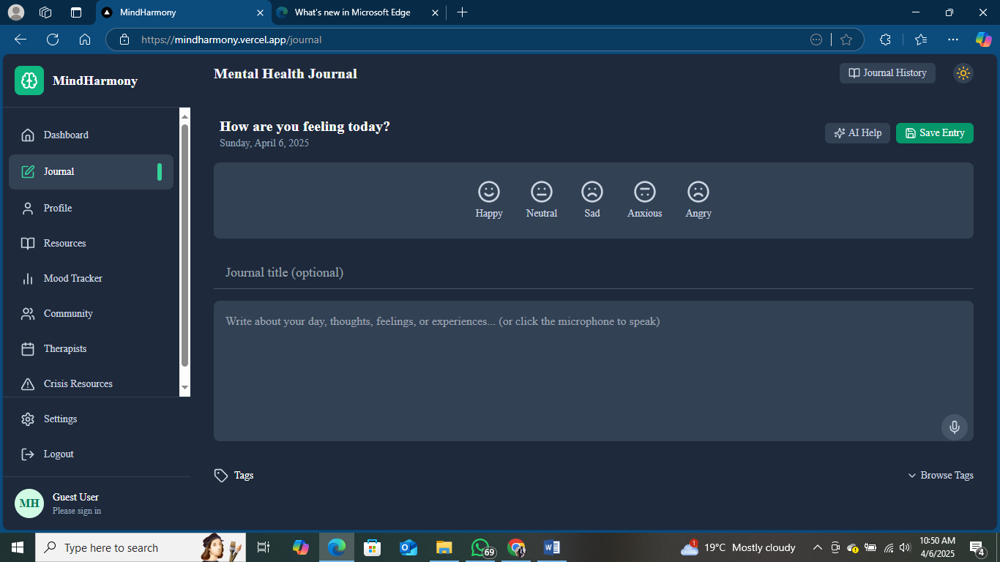 MindHarmony
What's new in Microsoft Edge
https://mindharmony.vercel.app/journal
MindHarmony
Mental Health Journal
Journal History
Dashboard
Journal
Profile
Resources
Mood Tracker
Community
Therapists
Crisis Resources
Settings
Logout
MH
Guest User
Please sign in
How are you feeling today?
Sunday, April 6, 2025
AI Help
Save Entry
Happy
Neutral
Sad
Anxious
Angry
Journal title (optional)
Write about your day, thoughts, feelings, or experiences... (or click the microphone to speak)
Tags
Browse Tags
Type here to search
69
1
19°C Mostly cloudy
10:50 AM
4/6/2025
4